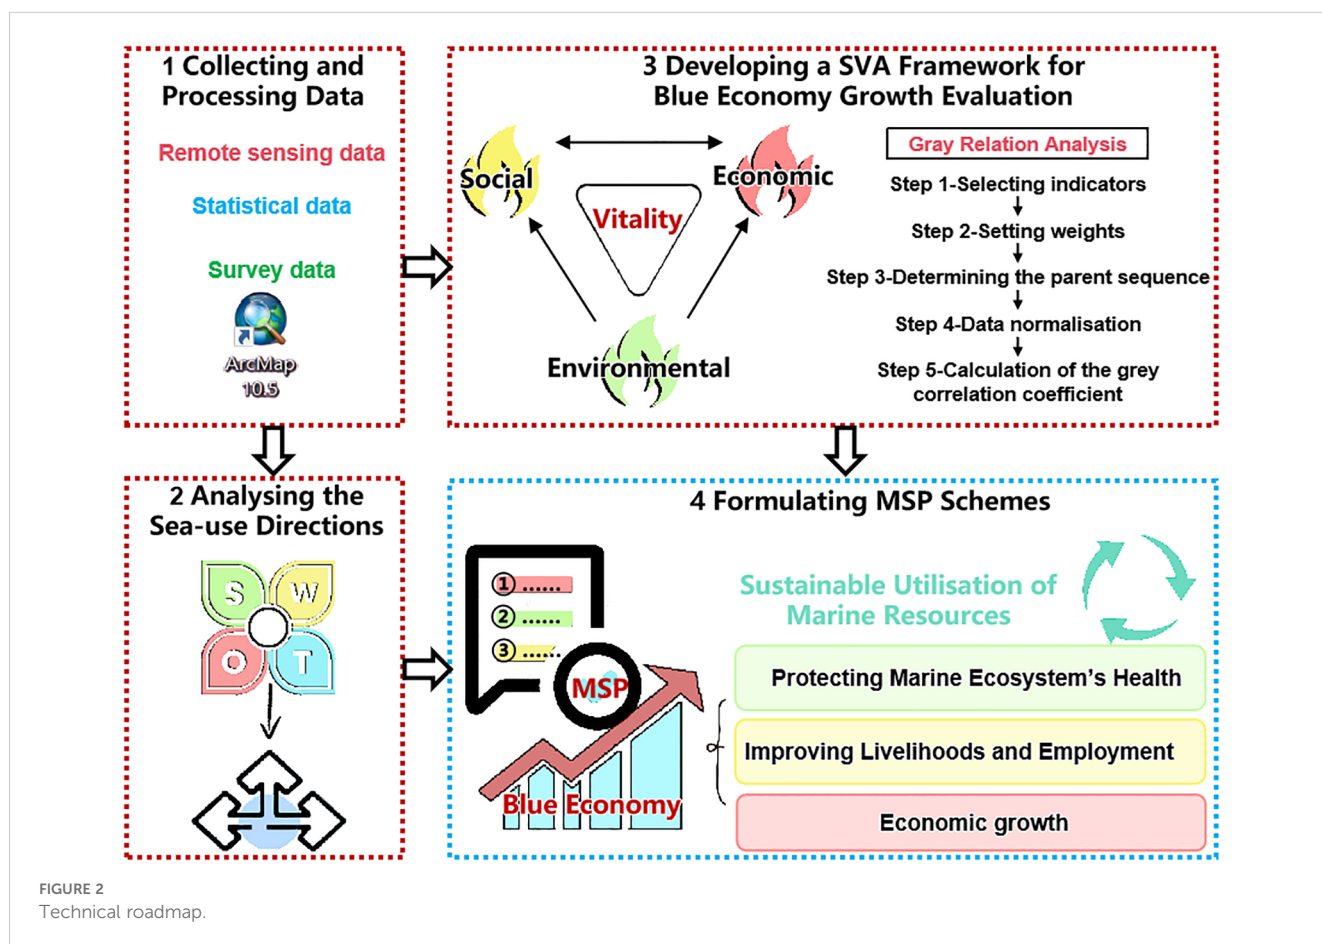 1 Collecting and
Processing Data
Remote sensing data
Statistical data
Survey data
ArcMap
10.5
3 Developing a SVA Framework for
Blue Economy Growth Evaluation
Social
Economic
Vitality
Environmental
Gray Relation Analysis
Step 1-Selecting indicators
Step 2-Setting weights
Step 3-Determining the parent sequence
Step 4-Data normalisation
Step 5-Calculation of the grey
correlation coefficient
2 Analysing the
Sea-use Directions
S W
O T
4 Formulating MSP Schemes
1 ......
2 ......
3 ......
MSP
Blue Economy
Sustainable Utilisation of
Marine Resources
Protecting Marine Ecosystem's Health
Improving Livelihoods and Employment
Economic growth
FIGURE 2
Technical roadmap.